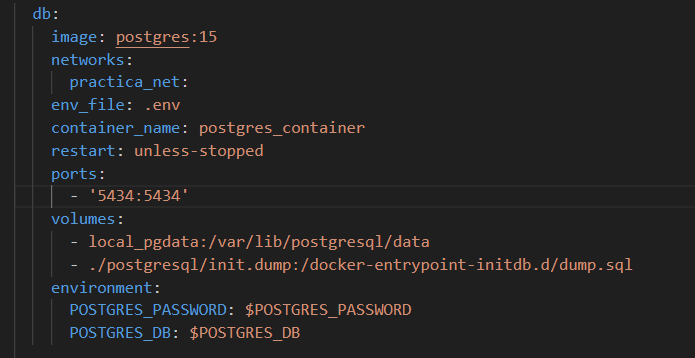 db:
image: postgres:15
networks:
practica_net:
env_file: .env
container_name: postgres_container
restart: unless-stopped
ports:
- '5434:5434'
volumes:
- local_pgdata:/var/lib/postgresql/data
- ./postgresql/init.dump:/docker-entrypoint-initdb.d/dump.sql
environment:
POSTGRES_PASSWORD: $POSTGRES_PASSWORD
POSTGRES_DB: $POSTGRES_DB